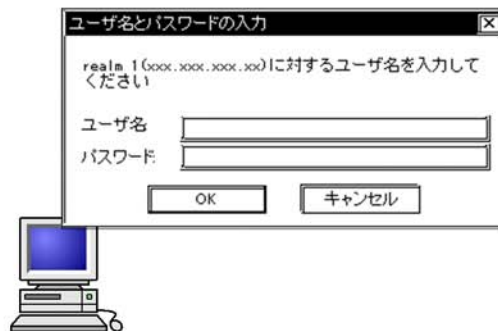 ユーザ名とパスワードの入力
realm 1(xxx.xxx.xxx.xx)に対するユーザ名を入力して
ください
ユーザ名:
パスワード:
OK
キャンセル